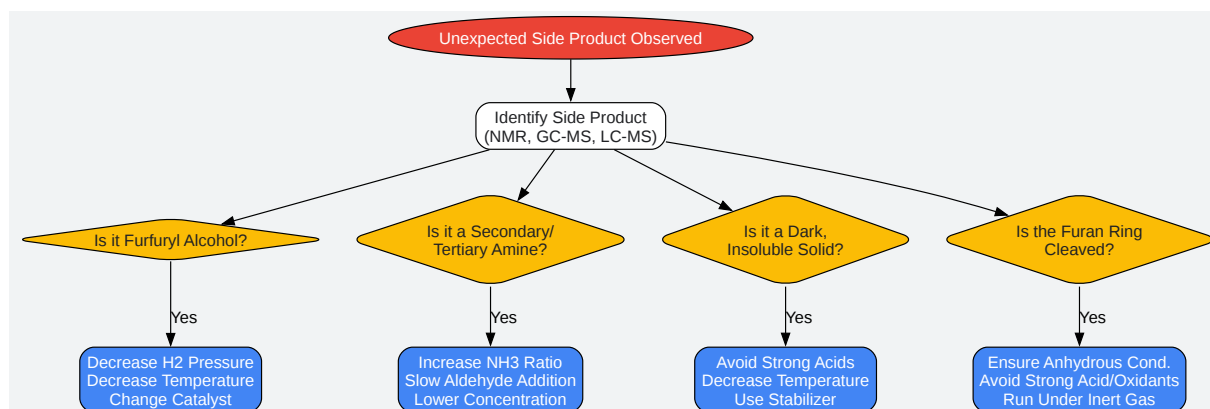 Unexpected Side Product Observed
Identify Side Product
(NMR, GC-MS, LC-MS)
Is it Furfuryl Alcohol?
Is it a Secondary/
Tertiary Amine?
Is it a Dark,
Insoluble Solid?
Is the Furan Ring
Cleaved?
Yes
Yes
Yes
Yes
Decrease H2 Pressure
Decrease Temperature
Change Catalyst
Increase NH3 Ratio
Slow Aldehyde Addition
Lower Concentration
Avoid Strong Acids
Decrease Temperature
Use Stabilizer
Ensure Anhydrous Cond.
Avoid Strong Acid/Oxidants
Run Under Inert Gas